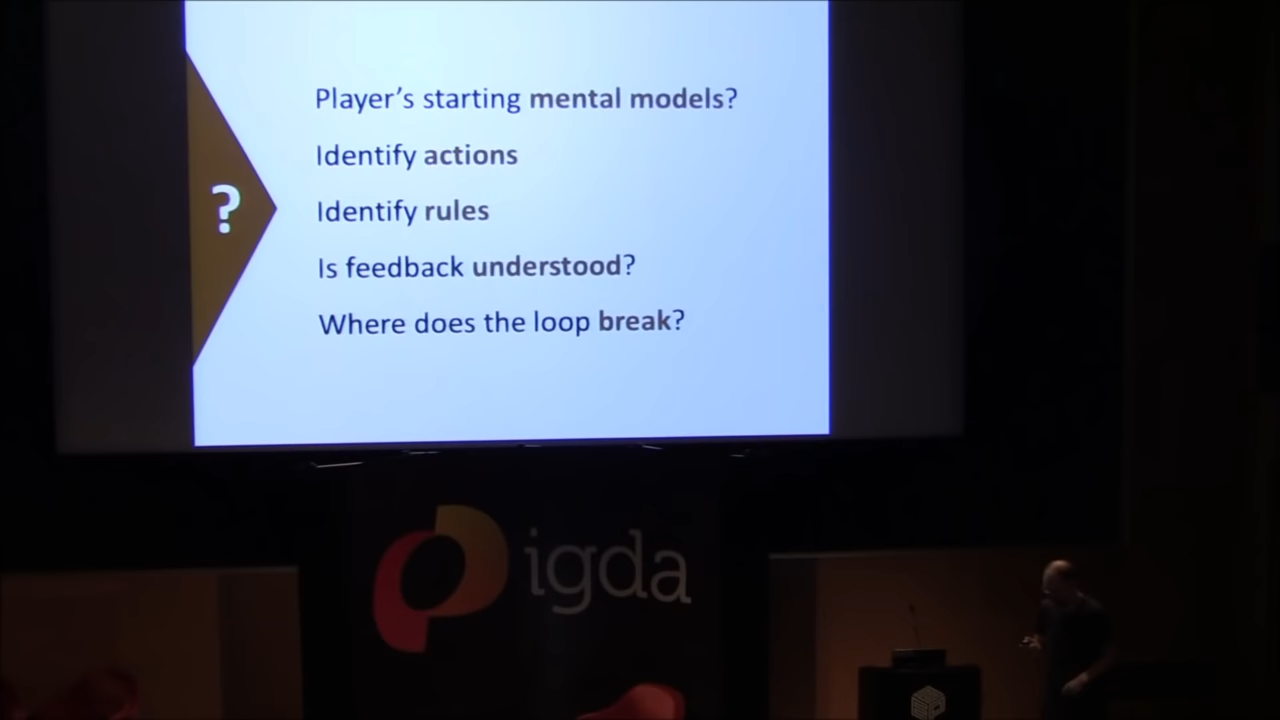 Player's starting mental models?
Identify actions
Identify rules
?
Is feedback understood?
Where does the loop break?
igda